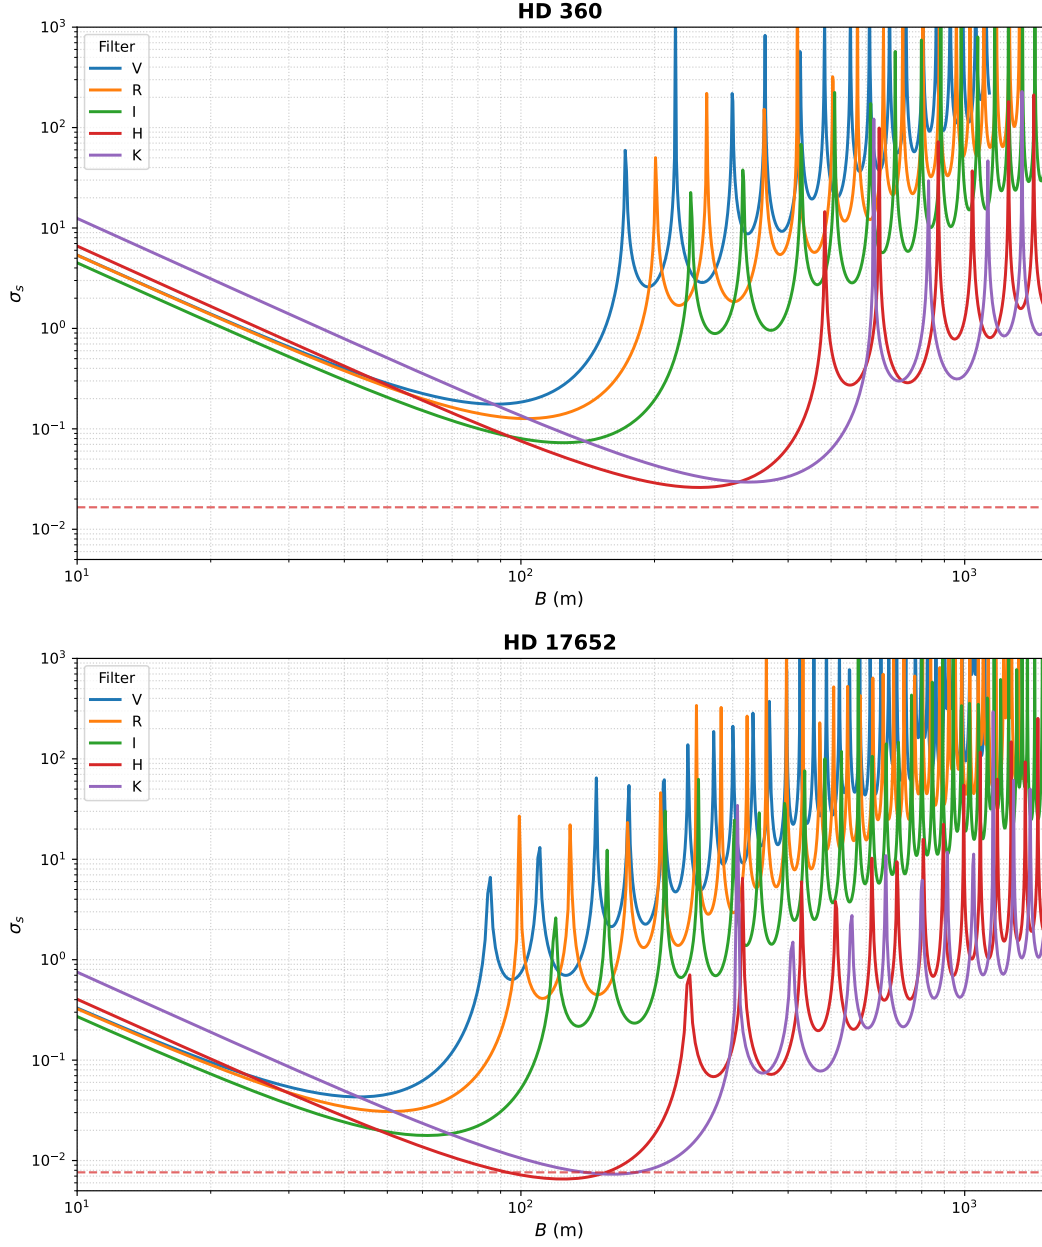 HD 360
10³
10²
10¹
10⁰
10⁻¹
10⁻²
σₛ
Filter
V
R
I
H
K
10¹
10²
10³
B (m)
HD 17652
10³
10²
10¹
10⁰
10⁻¹
10⁻²
σₛ
Filter
V
R
I
H
K
10¹
10²
10³
B (m)